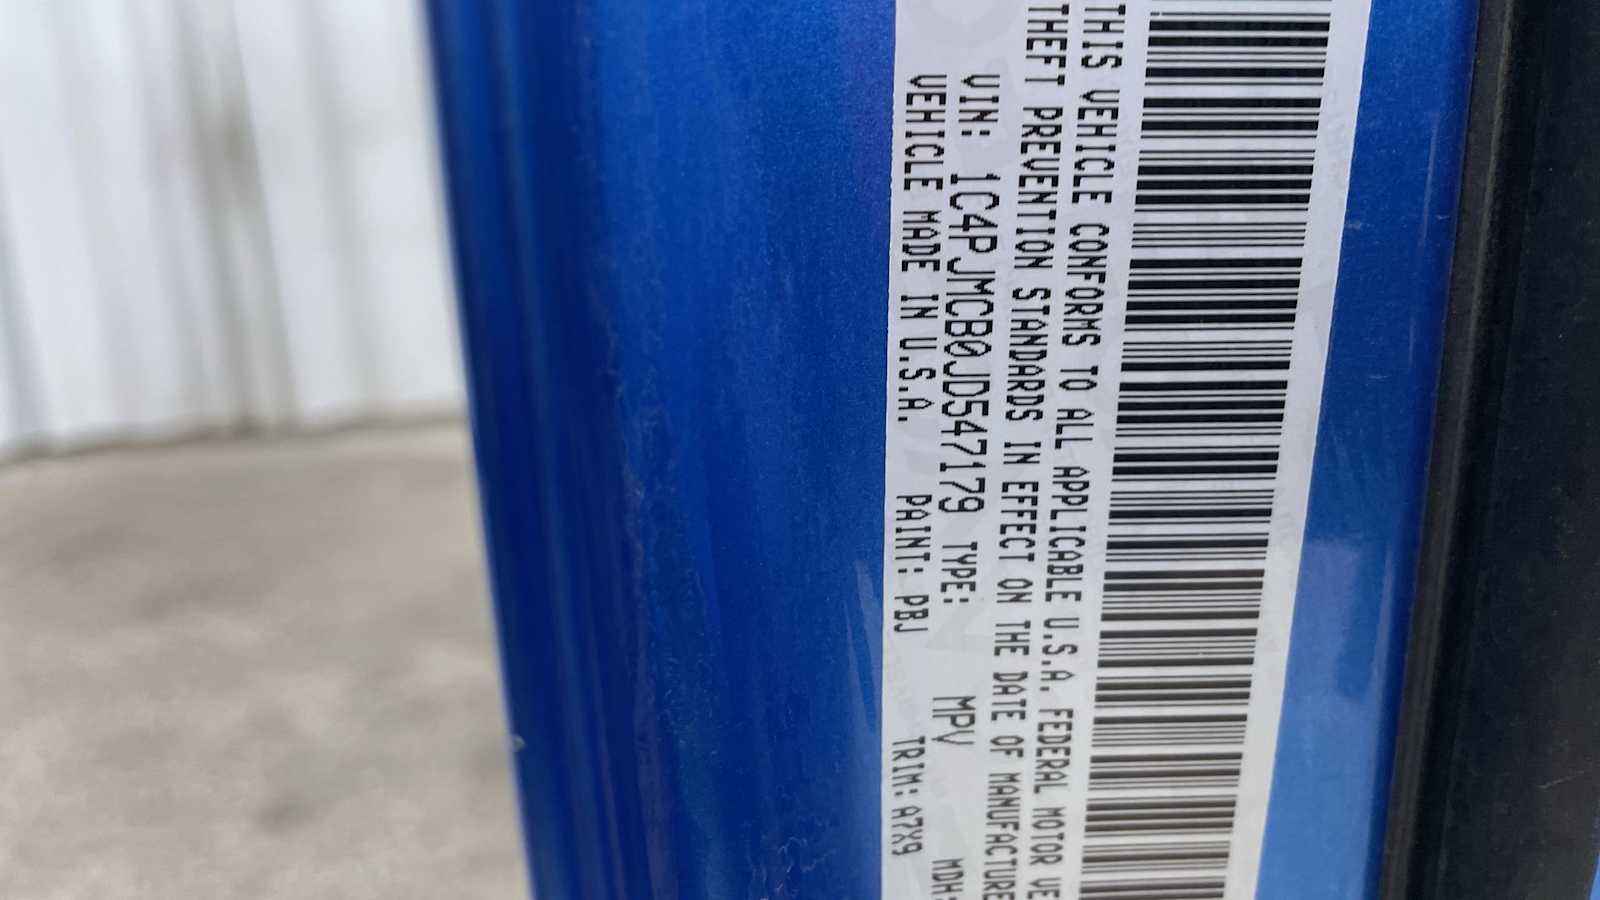 THIS VEHICLE CONFORMS TO ALL APPLICABLE U.S.A. FEDERAL MOTOR VE
THEFT PREVENTION STANDARDS IN EFFECT ON THE DATE OF MANUFACTURE
VIN: 1C4PJMCB0JD547179 TYPE: MPV MDH:
VEHICLE MADE IN U.S.A. PAINT: PBJ TRIM: A7X9